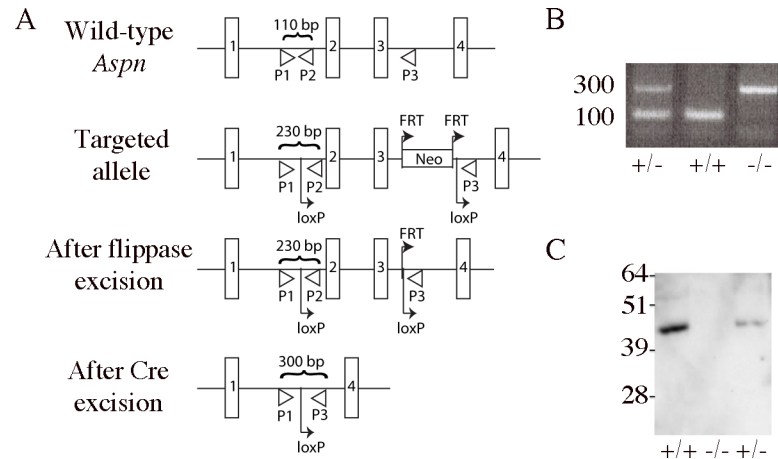 A
Wild-type
Aspn
110 bp
1
2
3
4
P1
P2
P3
Targeted
allele
230 bp
FRT
FRT
1
2
3
Neo
4
P1
P2
P3
loxP
loxP
After flippase
excision
230 bp
FRT
1
2
3
4
P1
P2
P3
loxP
loxP
After Cre
excision
300 bp
1
4
P1
P3
loxP
B
300
100
+/- +/+ -/-
C
64-
51-
39-
28-
+/+ -/- +/-